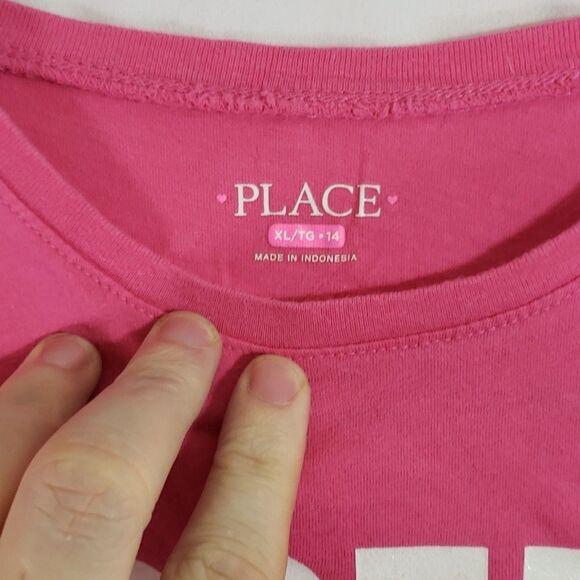 PLACE
XL/TG • 14
MADE IN INDONESIA